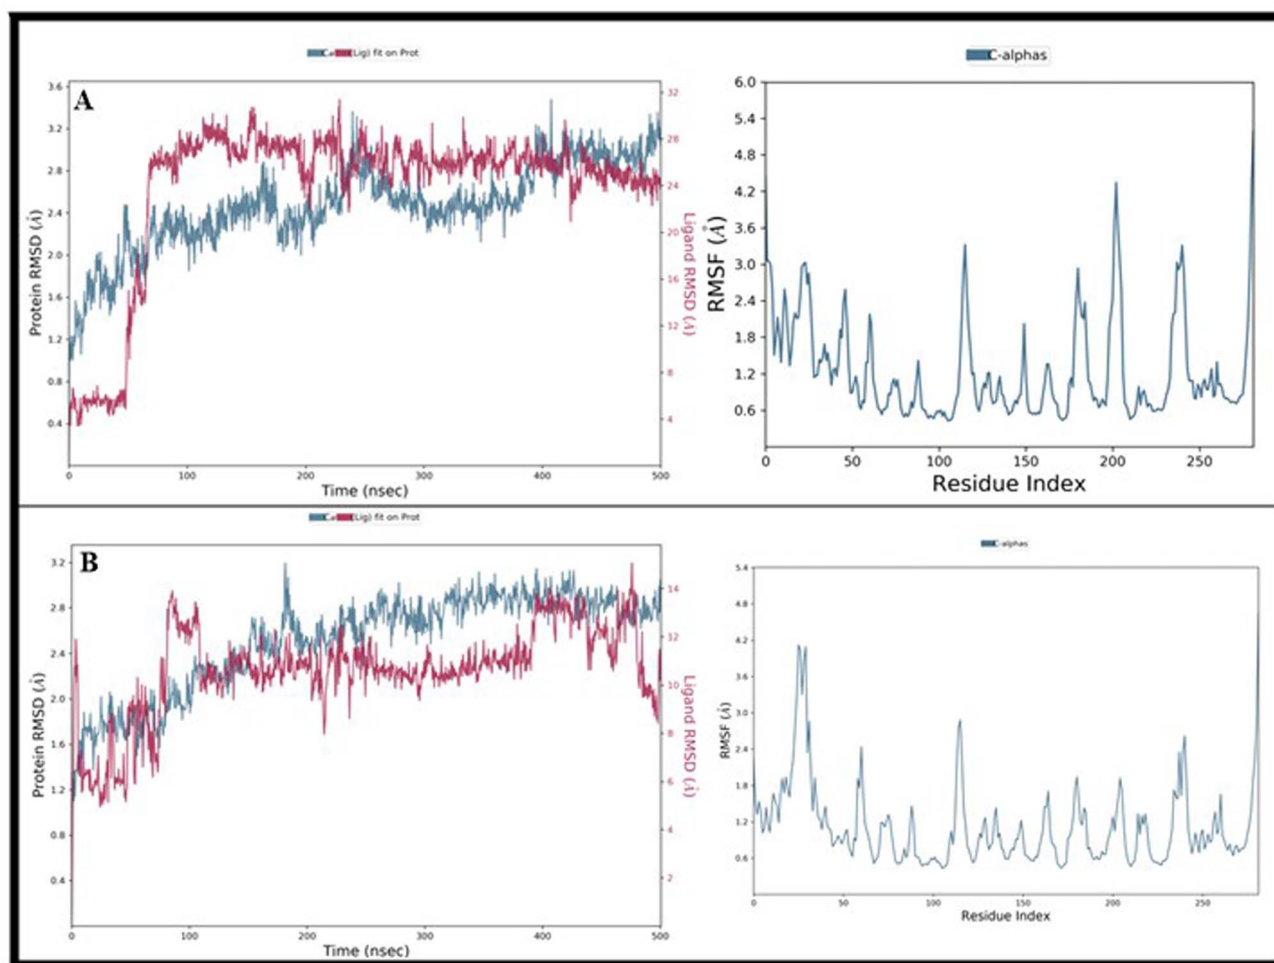 Ca (Lig) fit on Prot
C-alphas
A
3.6
3.2
2.8
2.4
2.0
1.6
1.2
0.8
0.4
Protein RMSD (Å)
32
28
24
20
16
12
8
4
Ligand RMSD (Å)
0 100 200 300 400 500
Time (nsec)
6.0
5.4
4.8
4.2
3.6
3.0
2.4
1.8
1.2
0.6
RMSF (Å)
0 50 100 150 200 250
Residue Index
Ca (Lig) fit on Prot
C-alphas
B
3.2
2.8
2.4
2.0
1.6
1.2
0.8
0.4
Protein RMSD (Å)
14
12
10
8
6
4
2
Ligand RMSD (Å)
0 100 200 300 400 500
Time (nsec)
5.4
4.8
4.2
3.6
3.0
2.4
1.8
1.2
0.6
RMSF (Å)
0 50 100 150 200 250
Residue Index